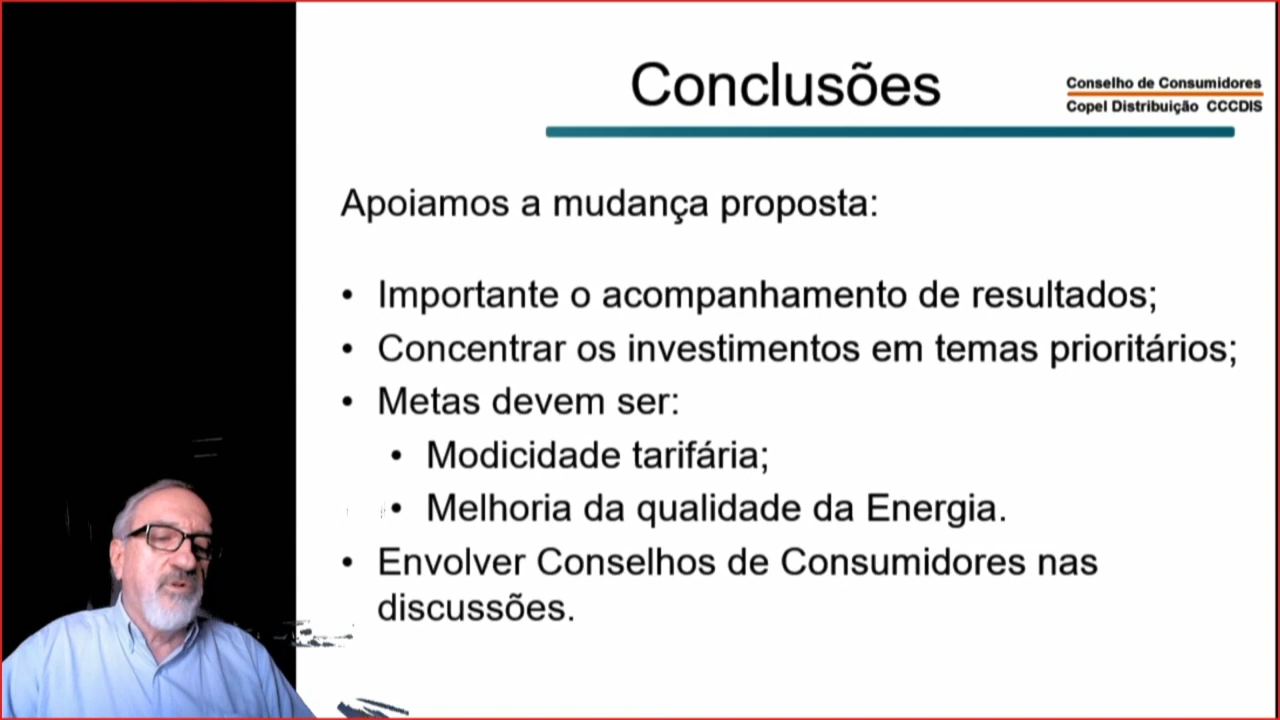 Conclusões
Conselho de Consumidores
Copel Distribuição CCCDIS
Apoiamos a mudança proposta:
• Importante o acompanhamento de resultados;
• Concentrar os investimentos em temas prioritários;
• Metas devem ser:
• Modicidade tarifária;
• Melhoria da qualidade da Energia.
• Envolver Conselhos de Consumidores nas
discussões.